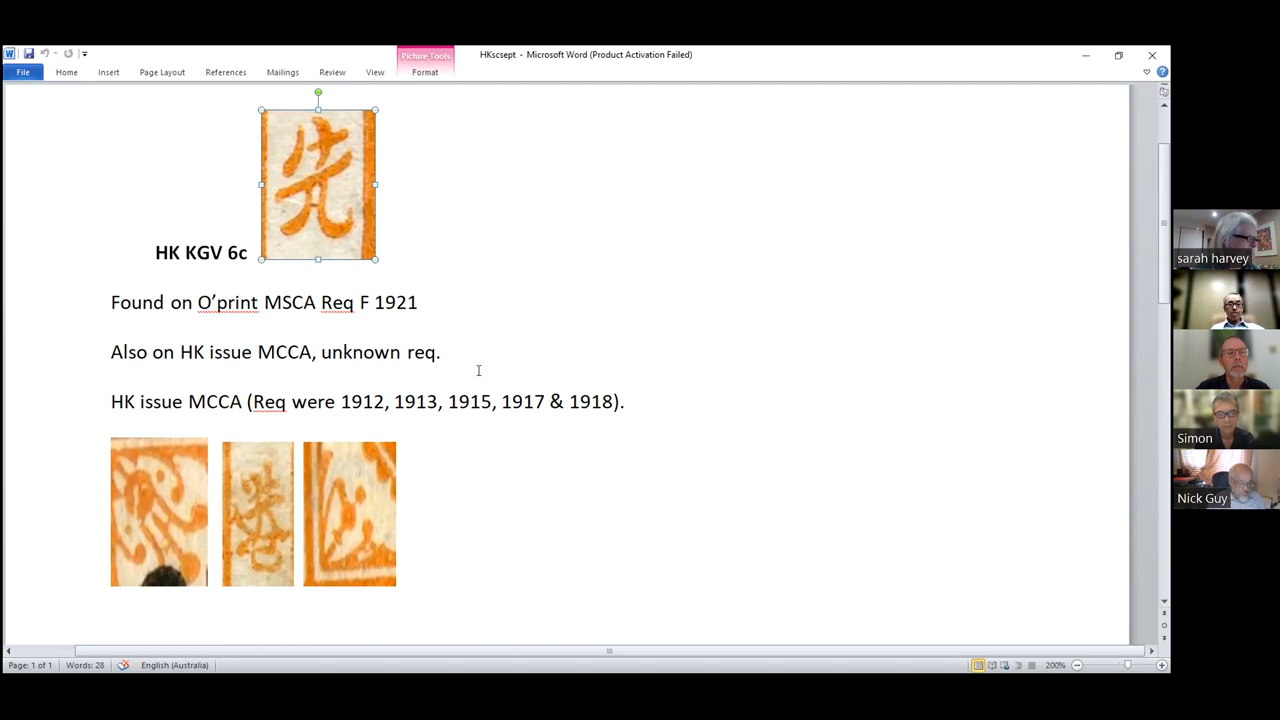 HKscsept - Microsoft Word (Product Activation Failed)
Picture Tools
File Home Insert Page Layout References Mailings Review View Format
先
HK KGV 6c
Found on O’print MSCA Req F 1921
Also on HK issue MCCA, unknown req.
HK issue MCCA (Req were 1912, 1913, 1915, 1917 & 1918).
港
sarah harvey
Simon
Nick Guy
Page: 1 of 1 Words: 28 English (Australia) 200%